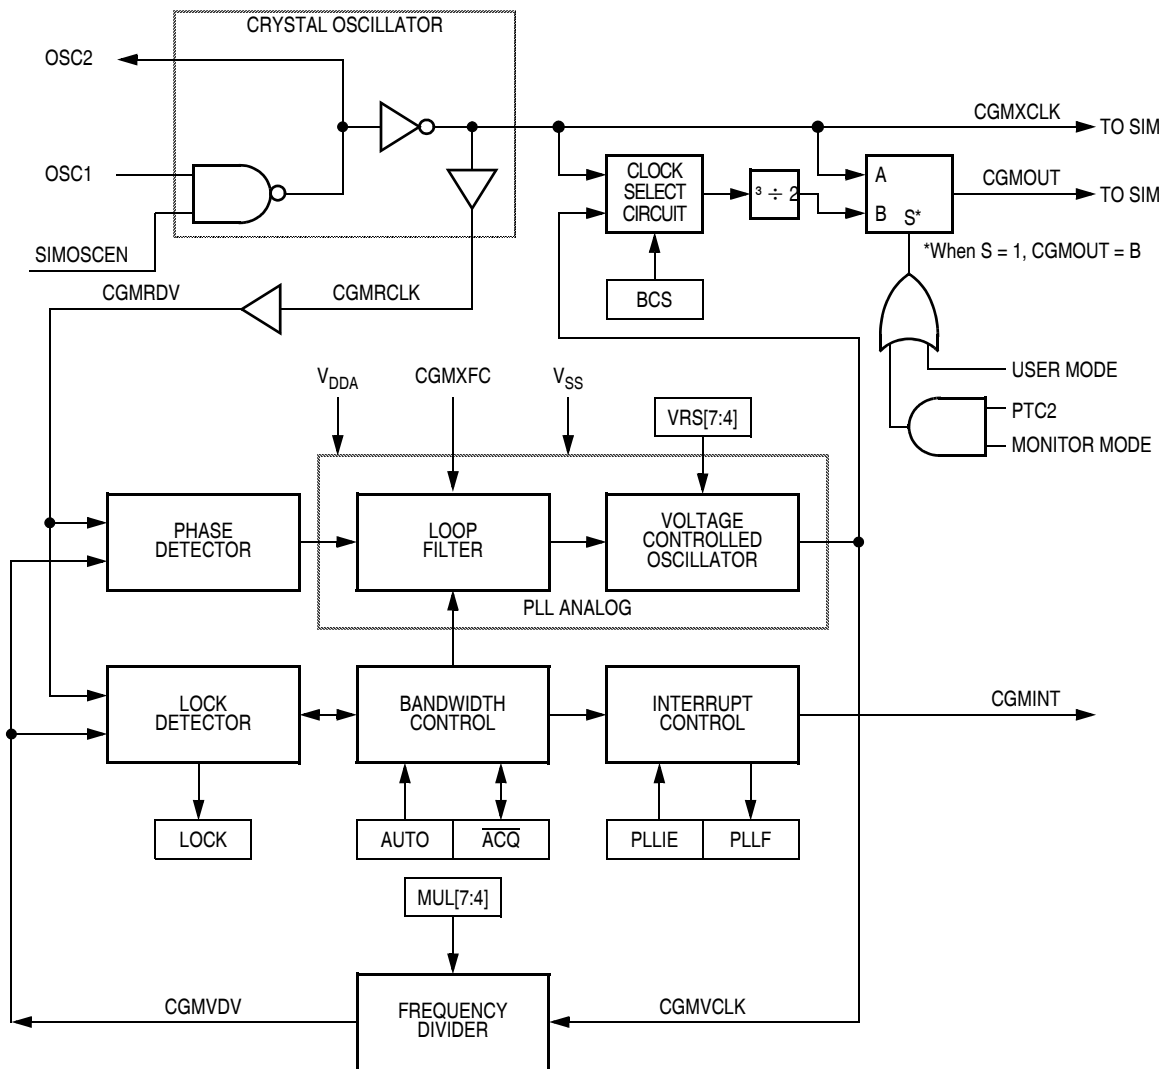 CRYSTAL OSCILLATOR
OSC2
CGMXCLK
TO SIM
OSC1
CLOCK
SELECT
CIRCUIT
³ ÷ 2
A
B
S*
CGMOUT
TO SIM
*When S = 1, CGMOUT = B
SIMOSCEN
CGMRDV
CGMRCLK
BCS
USER MODE
PTC2
MONITOR MODE
VDDA
CGMXFC
VSS
VRS[7:4]
PHASE
DETECTOR
LOOP
FILTER
VOLTAGE
CONTROLLED
OSCILLATOR
PLL ANALOG
LOCK
DETECTOR
BANDWIDTH
CONTROL
INTERRUPT
CONTROL
CGMINT
LOCK
AUTO
A̅C̅Q̅
PLLIE
PLLF
MUL[7:4]
CGMVDV
FREQUENCY
DIVIDER
CGMVCLK